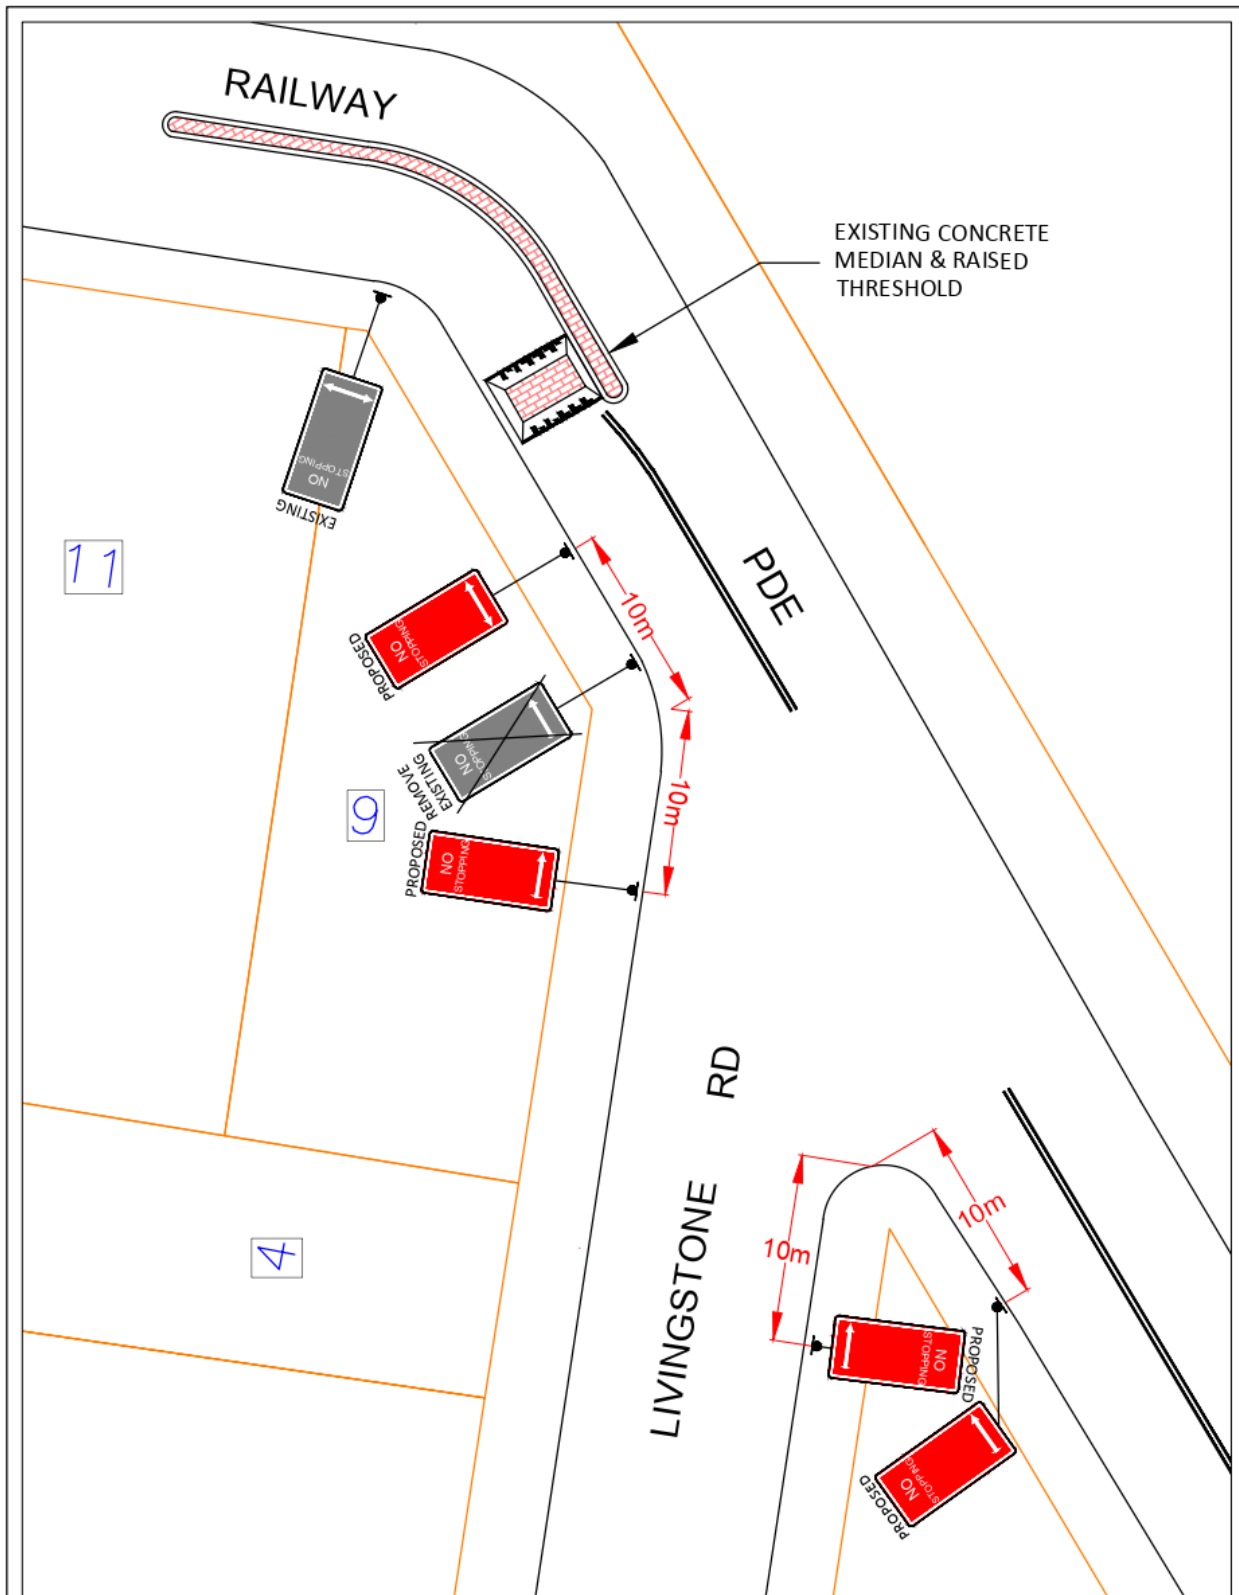 RAILWAY
EXISTING CONCRETE
MEDIAN & RAISED
THRESHOLD
NO
STOPPING
EXISTING
11
PDE
10m
NO
STOPPING
PROPOSED
NO
STOPPING
REMOVE
EXISTING
10m
9
NO
STOPPING
PROPOSED
RD
LIVINGSTONE
4
10m
10m
NO
STOPPING
PROPOSED
NO
STOPPING
PROPOSED